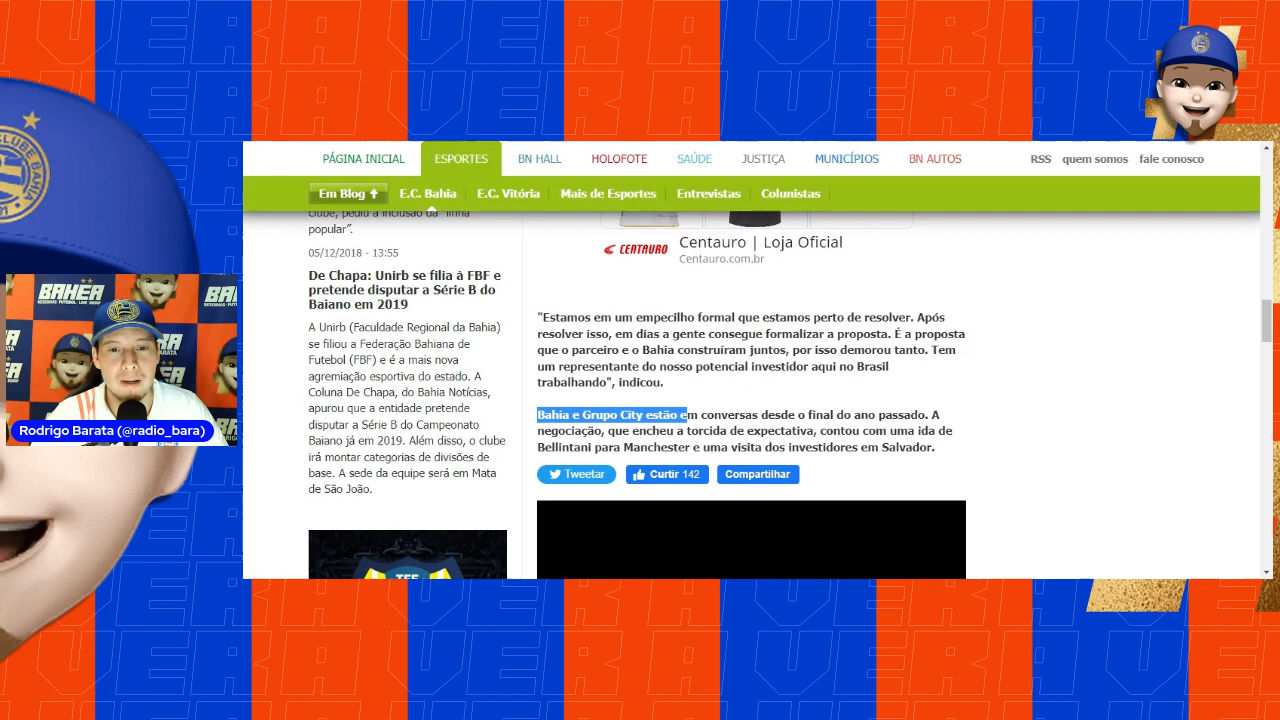 PÁGINA INICIAL ESPORTES BN HALL HOLOFOTE SAÚDE JUSTIÇA MUNICÍPIOS BN AUTOS RSS quem somos fale conosco
Em Blog E.C. Bahia E.C. Vitória Mais de Esportes Entrevistas Colunistas
clube, pediu a inclusão da "linha
popular".
05/12/2018 - 13:55
De Chapa: Unirb se filia à FBF e
pretende disputar a Série B do
Baiano em 2019
A Unirb (Faculdade Regional da Bahia)
se filiou a Federação Bahiana de
Futebol (FBF) e é a mais nova
agremiação esportiva do estado. A
Coluna De Chapa, do Bahia Notícias,
apurou que a entidade pretende
disputar a Série B do Campeonato
Baiano já em 2019. Além disso, o clube
irá montar categorias de divisões de
base. A sede da equipe será em Mata
de São João.
CENTAURO
Centauro | Loja Oficial
Centauro.com.br
"Estamos em um empecilho formal que estamos perto de resolver. Após
resolver isso, em dias a gente consegue formalizar a proposta. É a proposta
que o parceiro e o Bahia construíram juntos, por isso demorou tanto. Tem
um representante do nosso potencial investidor aqui no Brasil
trabalhando", indicou.
Bahia e Grupo City estão em conversas desde o final do ano passado. A
negociação, que encheu a torcida de expectativa, contou com uma ida de
Bellintani para Manchester e uma visita dos investidores em Salvador.
Tweetar Curtir 142 Compartilhar
BAHEA
Rodrigo Barata (@radio_bara)